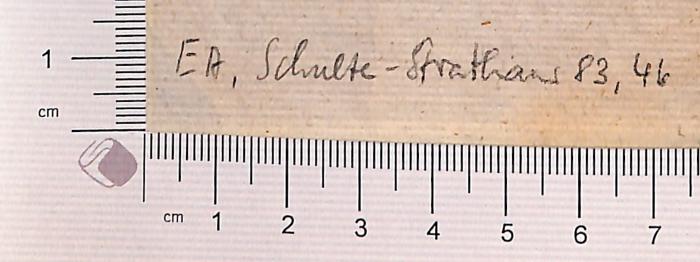 EA, Schulte-Strathaus 83, 46
1
cm
cm 1 2 3 4 5 6 7